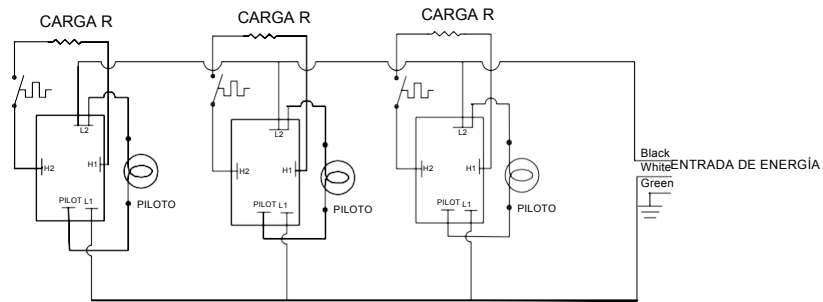 CARGA R
CARGA R
CARGA R
L2
L2
L2
H2
H1
H2
H1
H2
H1
PILOT
L1
PILOTO
PILOT
L1
PILOTO
PILOT
L1
PILOTO
Black
White
Green
ENTRADA DE ENERGÍA